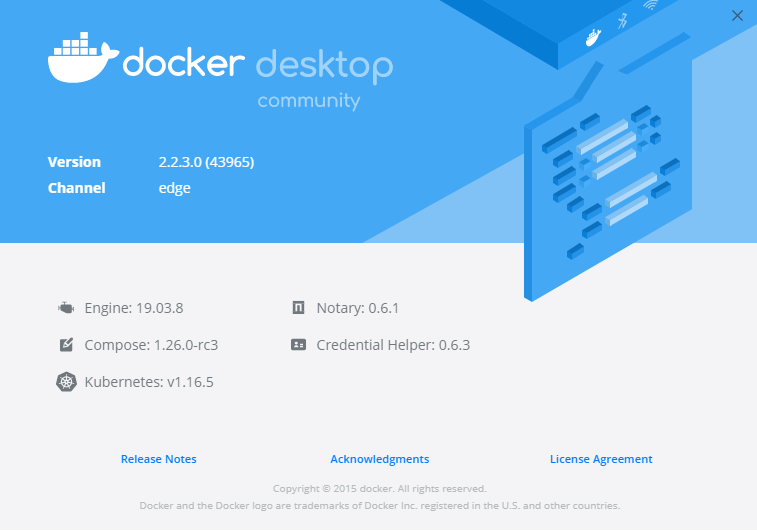 docker desktop
community
Version 2.2.3.0 (43965)
Channel edge
Engine: 19.03.8
Notary: 0.6.1
Compose: 1.26.0-rc3
Credential Helper: 0.6.3
Kubernetes: v1.16.5
Release Notes
Acknowledgments
License Agreement
Copyright © 2015 docker. All rights reserved.
Docker and the Docker logo are trademarks of Docker Inc. registered in the U.S. and other countries.